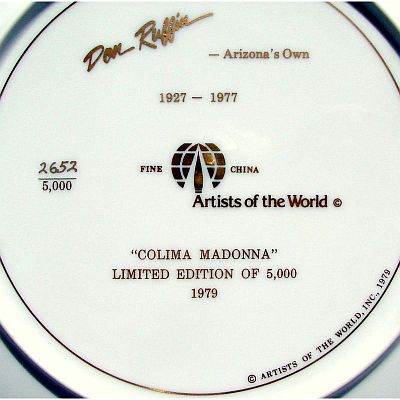 Don Ruffin
— Arizona's Own
1927 — 1977
2652
5,000
FINE CHINA
Artists of the World ©
"COLIMA MADONNA"
LIMITED EDITION OF 5,000
1979
© ARTISTS OF THE WORLD, INC., 1979